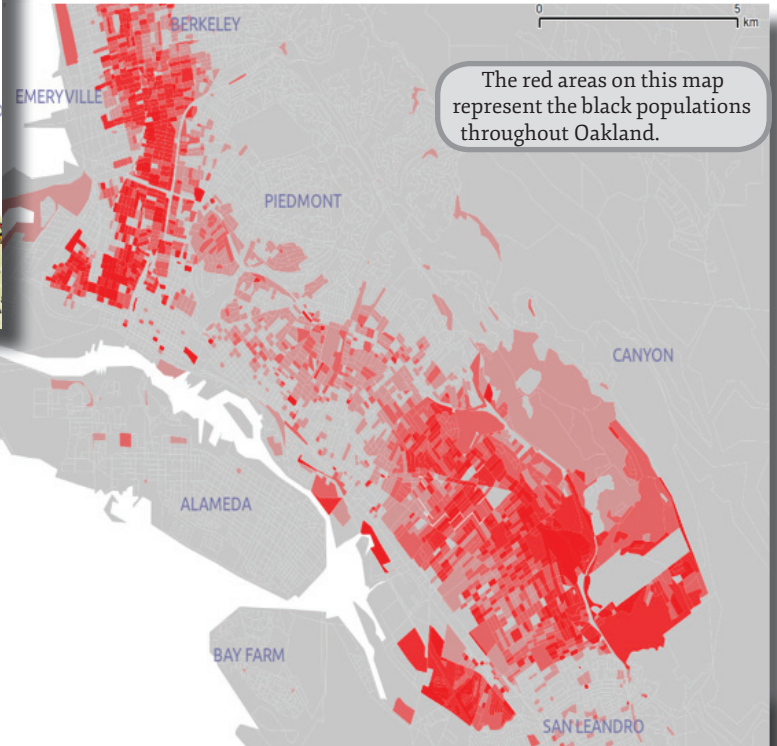 0 5
km
BERKELEY
The red areas on this map
represent the black populations
throughout Oakland.
EMERYVILLE
PIEDMONT
CANYON
ALAMEDA
BAY FARM
SAN LEANDRO